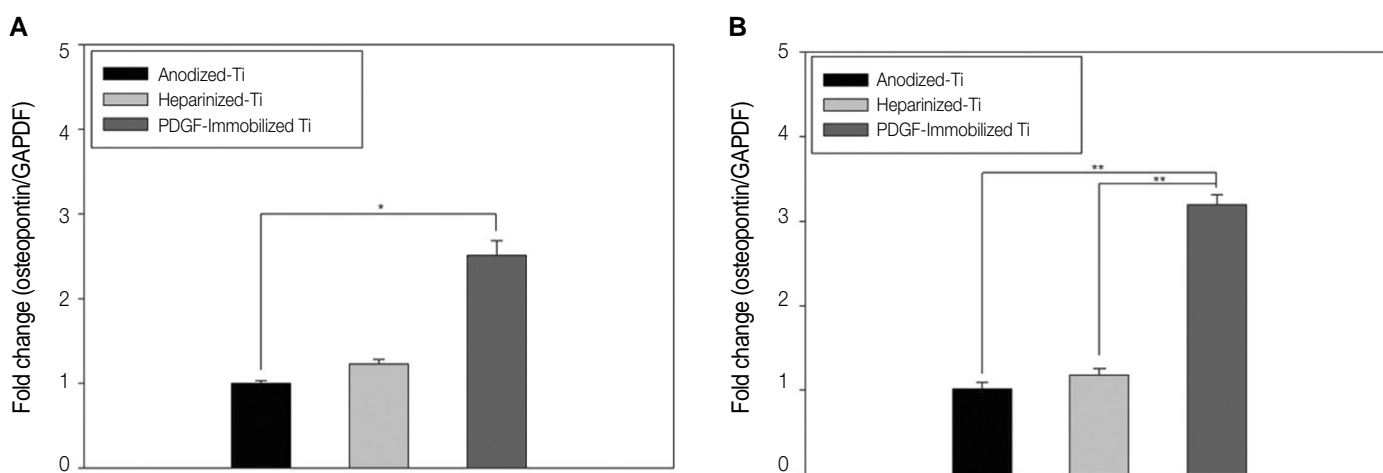 A
Fold change (osteopontin/GAPDF)
5
4
3
2
1
0
Anodized-Ti
Heparinized-Ti
PDGF-Immobilized Ti
*
B
Fold change (osteopontin/GAPDF)
5
4
3
2
1
0
Anodized-Ti
Heparinized-Ti
PDGF-Immobilized Ti
**
**